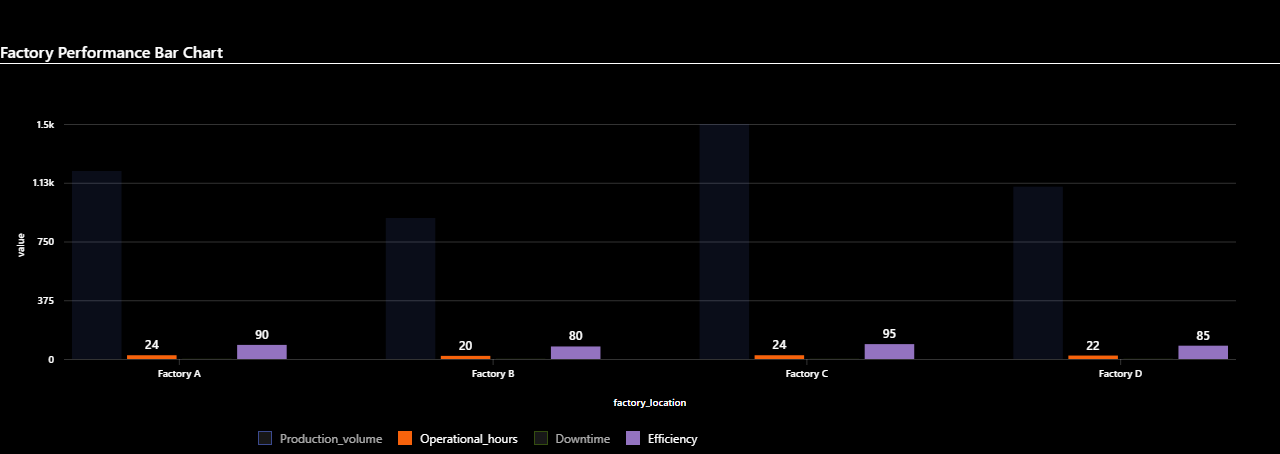 Factory Performance Bar Chart
1.5k
1.13k
750
375
0
value
24
90
20
80
24
95
22
85
Factory A
Factory B
Factory C
Factory D
factory_location
Production_volume
Operational_hours
Downtime
Efficiency